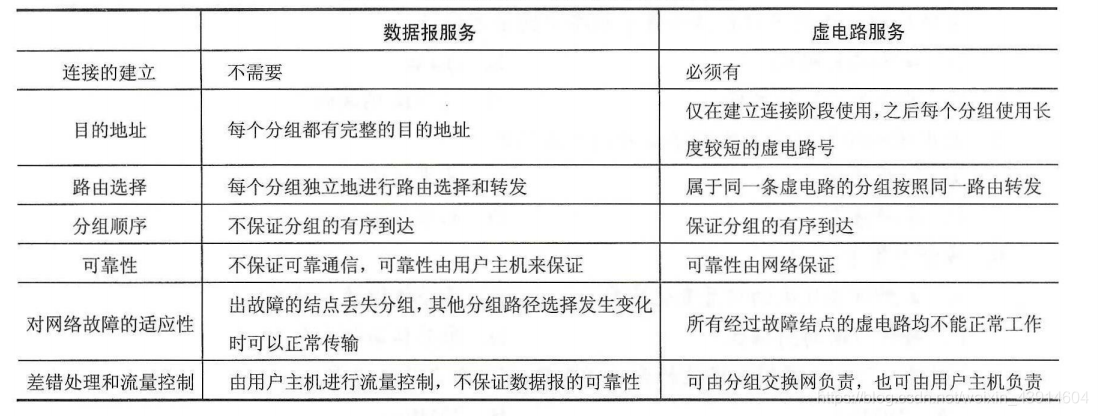 数据报服务 虚电路服务
连接的建立 不需要 必须有
目的地址 每个分组都有完整的目的地址 仅在建立连接阶段使用，之后每个分组使用长
度较短的虚电路号
路由选择 每个分组独立地进行路由选择和转发 属于同一条虚电路的分组按照同一路由转发
分组顺序 不保证分组的有序到达 保证分组的有序到达
可靠性 不保证可靠通信，可靠性由用户主机来保证 可靠性由网络保证
对网络故障的适应性 出故障的结点丢失分组，其他分组路径选择发生变化
时可以正常传输 所有经过故障结点的虚电路均不能正常工作
差错处理和流量控制 由用户主机进行流量控制，不保证数据报的可靠性 可由分组交换网负责，也可由用户主机负责